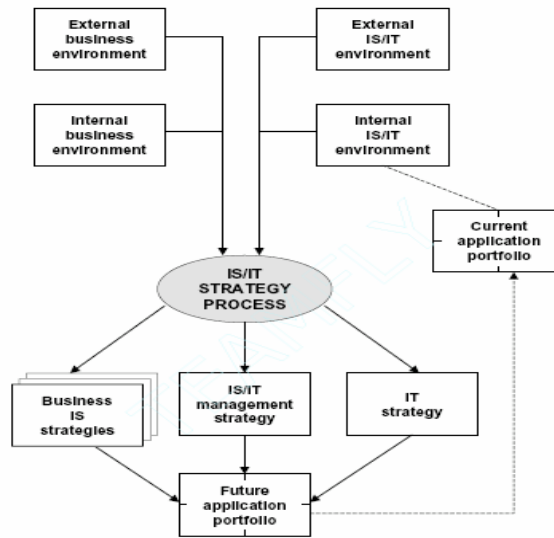 External
business
environment
External
IS/IT
environment
Internal
business
environment
Internal
IS/IT
environment
Current
application
portfolio
IS/IT
STRATEGY
PROCESS
Business
IS
strategies
IS/IT
management
strategy
IT
strategy
Future
application
portfolio
TEAMFLY